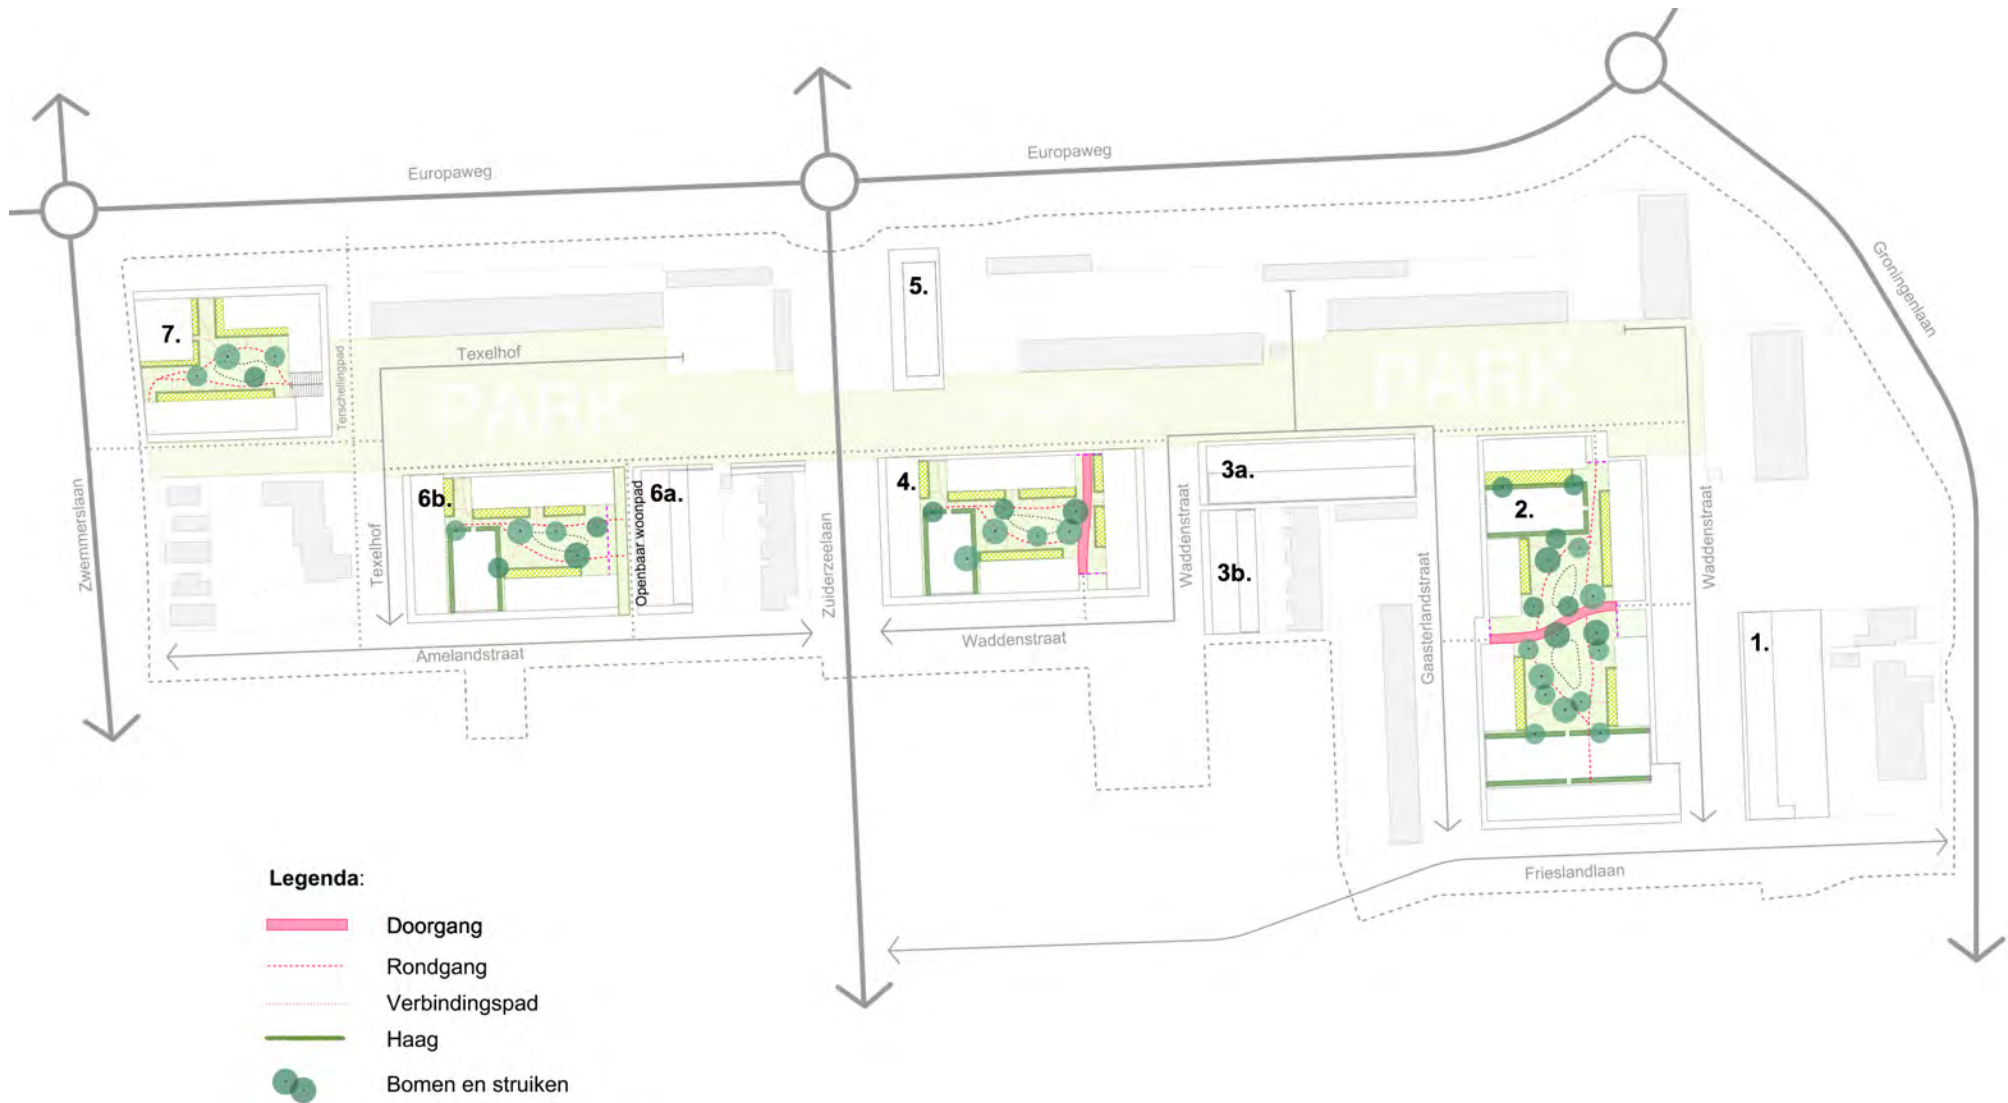 Europaweg
Europaweg
Groningenlaan
5.
7.
Texelhof
Terschellingpad
PARK
PARK
Zwemmerslaan
Texelhof
6b.
Openbaar woonpad
6a.
Zuiderzeelaan
4.
Waddenstraat
3a.
3b.
Gaasterlandstraat
2.
Waddenstraat
1.
Amelandstraat
Waddenstraat
Frieslandlaan
Legenda:
Doorgang
Rondgang
Verbindingspad
Haag
Bomen en struiken